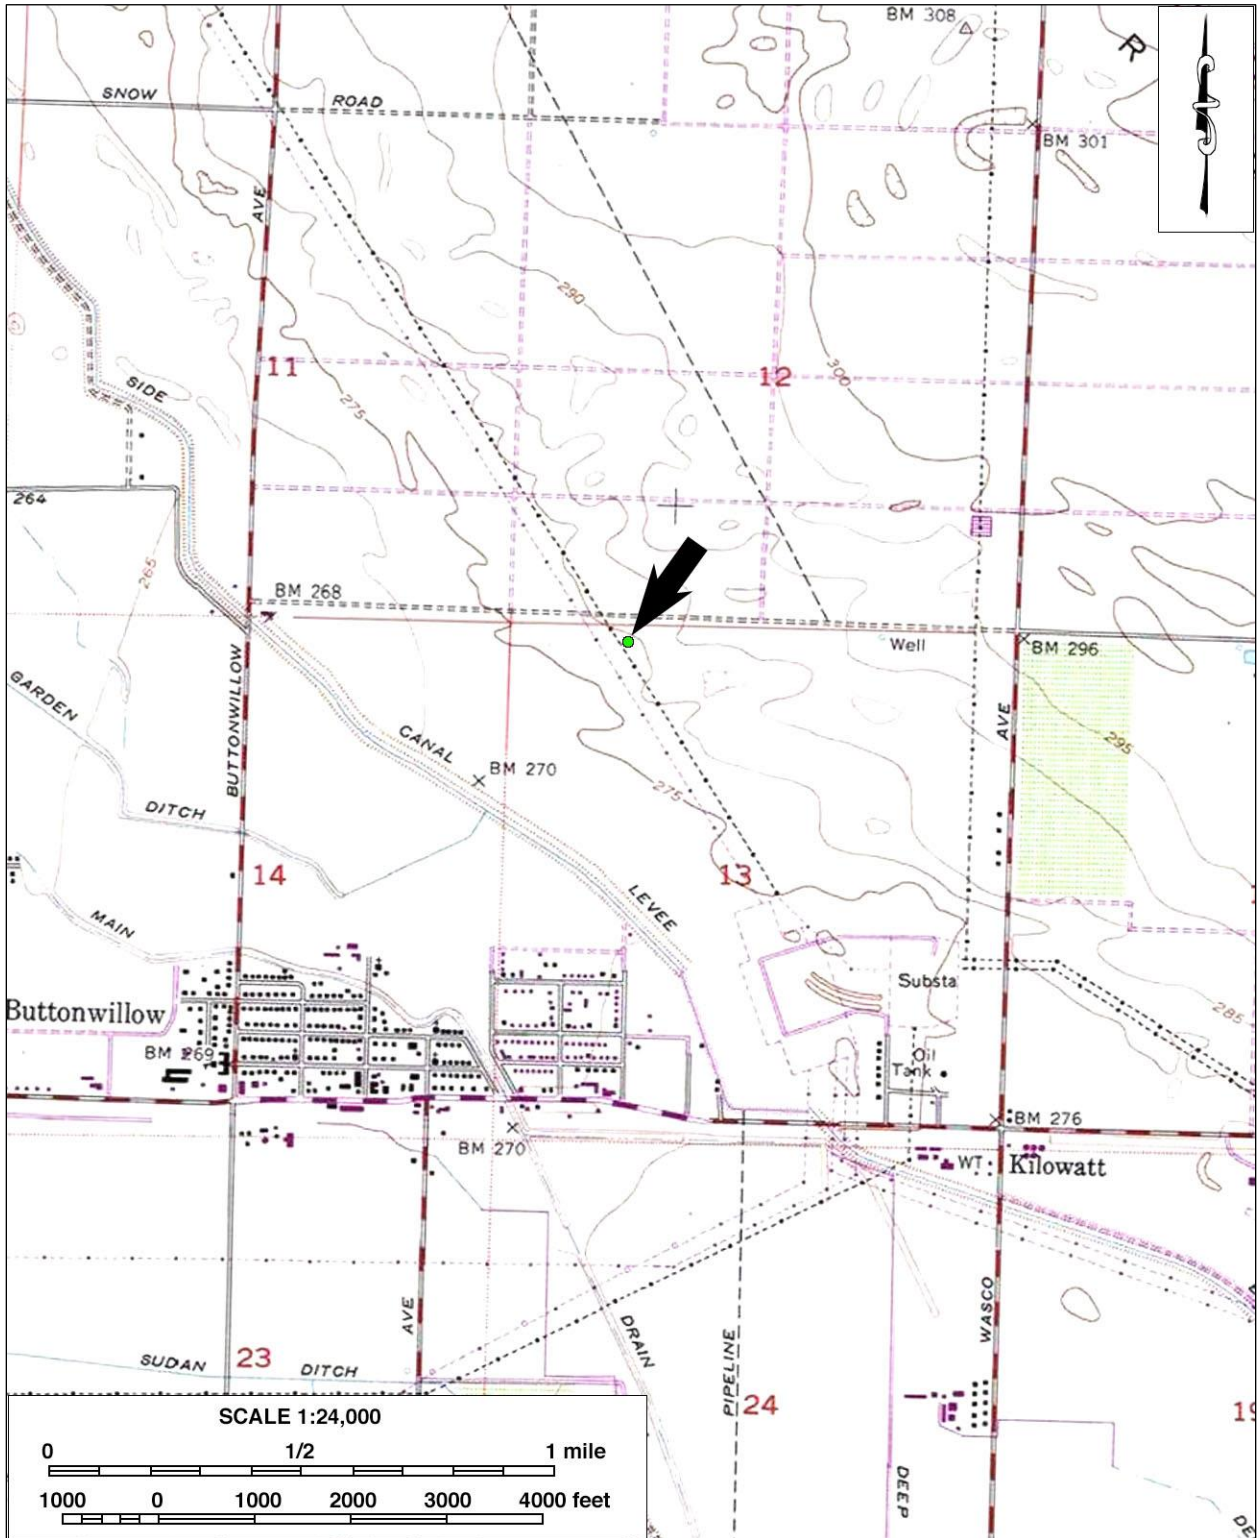 BM 308
R
SNOW ROAD
BM 301
AVE
290
11
12
300
SIDE
275
264
265
BM 268
Well
BM 296
BUTTONWILLOW
GARDEN
AVE
CANAL
295
BM 270
275
DITCH
14
13
LEVEE
MAIN
Substa
Buttonwillow
285
BM 269
Oil
Tank
BM 276
BM 270
WT
Kilowatt
AVE
WASCO
DRAIN
SUDAN DITCH
23
PIPELINE
24
19
SCALE 1:24,000
0 1/2 1 mile
1000 0 1000 2000 3000 4000 feet
DEEP